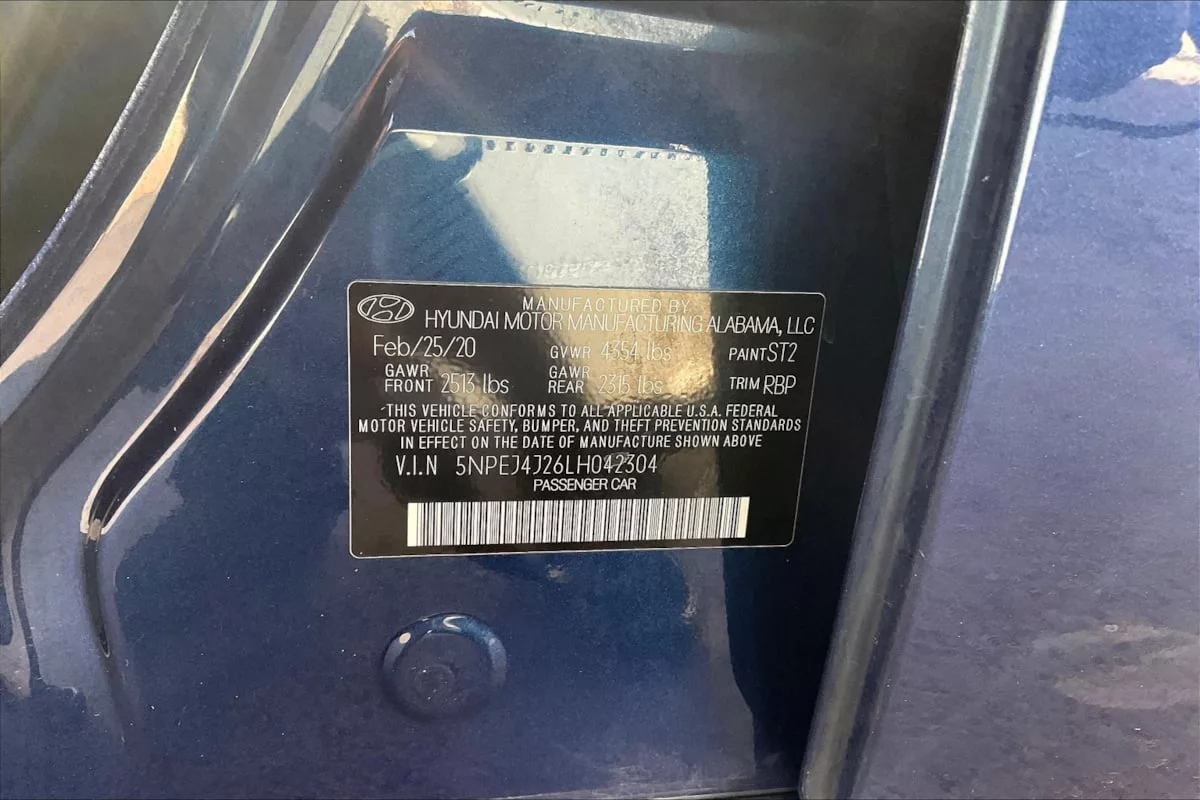 MANUFACTURED BY
HYUNDAI MOTOR MANUFACTURING ALABAMA, LLC
Feb/25/20 GVWR 4354 lbs PAINT ST2
GAWR FRONT 2513 lbs GAWR REAR 2315 lbs TRIM RBP
THIS VEHICLE CONFORMS TO ALL APPLICABLE U.S.A. FEDERAL
MOTOR VEHICLE SAFETY, BUMPER, AND THEFT PREVENTION STANDARDS
IN EFFECT ON THE DATE OF MANUFACTURE SHOWN ABOVE
V.I.N 5NPEJ4J26LH042304
PASSENGER CAR